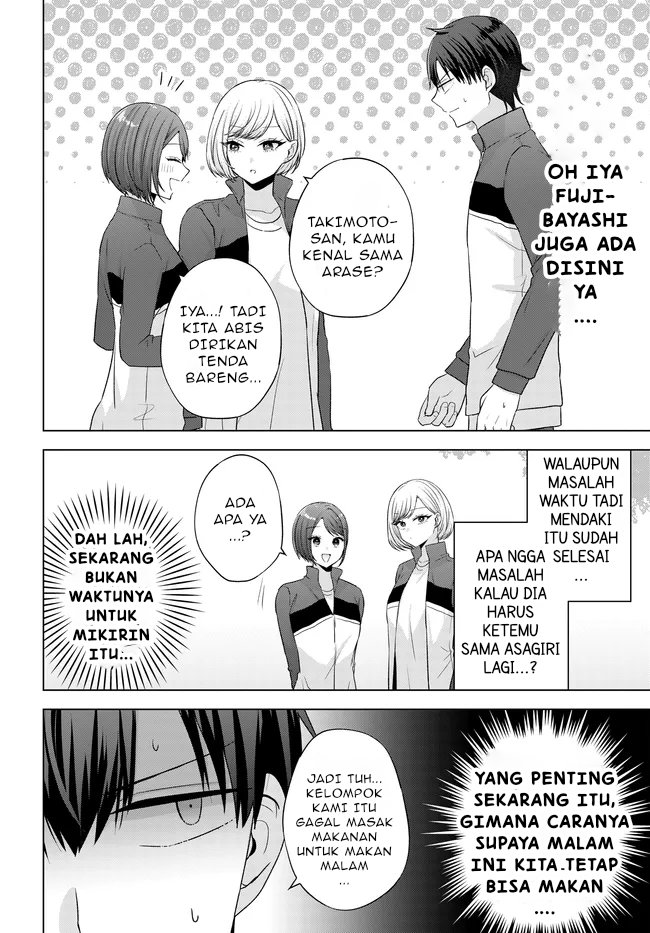 OH IYA
FUJI-
BAYASHI
JUGA ADA
DISINI
YA
....
TAKIMOTO-
SAN, KAMU
KENAL SAMA
ARASE?
IYA...! TADI
KITA ABIS
DIRIKAN
TENDA
BARENG...
WALAUPUN
MASALAH
WAKTU TADI
MENDAKI
ITU SUDAH
SELESAI
...
APA NGGA
MASALAH
KALAU DIA
HARUS
KETEMU
SAMA ASAGIRI
LAGI...?
ADA
APA YA
...?
DAH LAH,
SEKARANG
BUKAN
WAKTUNYA
UNTUK
MIKIRIN
ITU...
YANG PENTING
SEKARANG ITU,
GIMANA CARANYA
SUPAYA MALAM
INI KITA TETAP
BISA MAKAN
....
JADI TUH...
KELOMPOK
KAMI ITU
GAGAL MASAK
MAKANAN
UNTUK MAKAN
MALAM
...